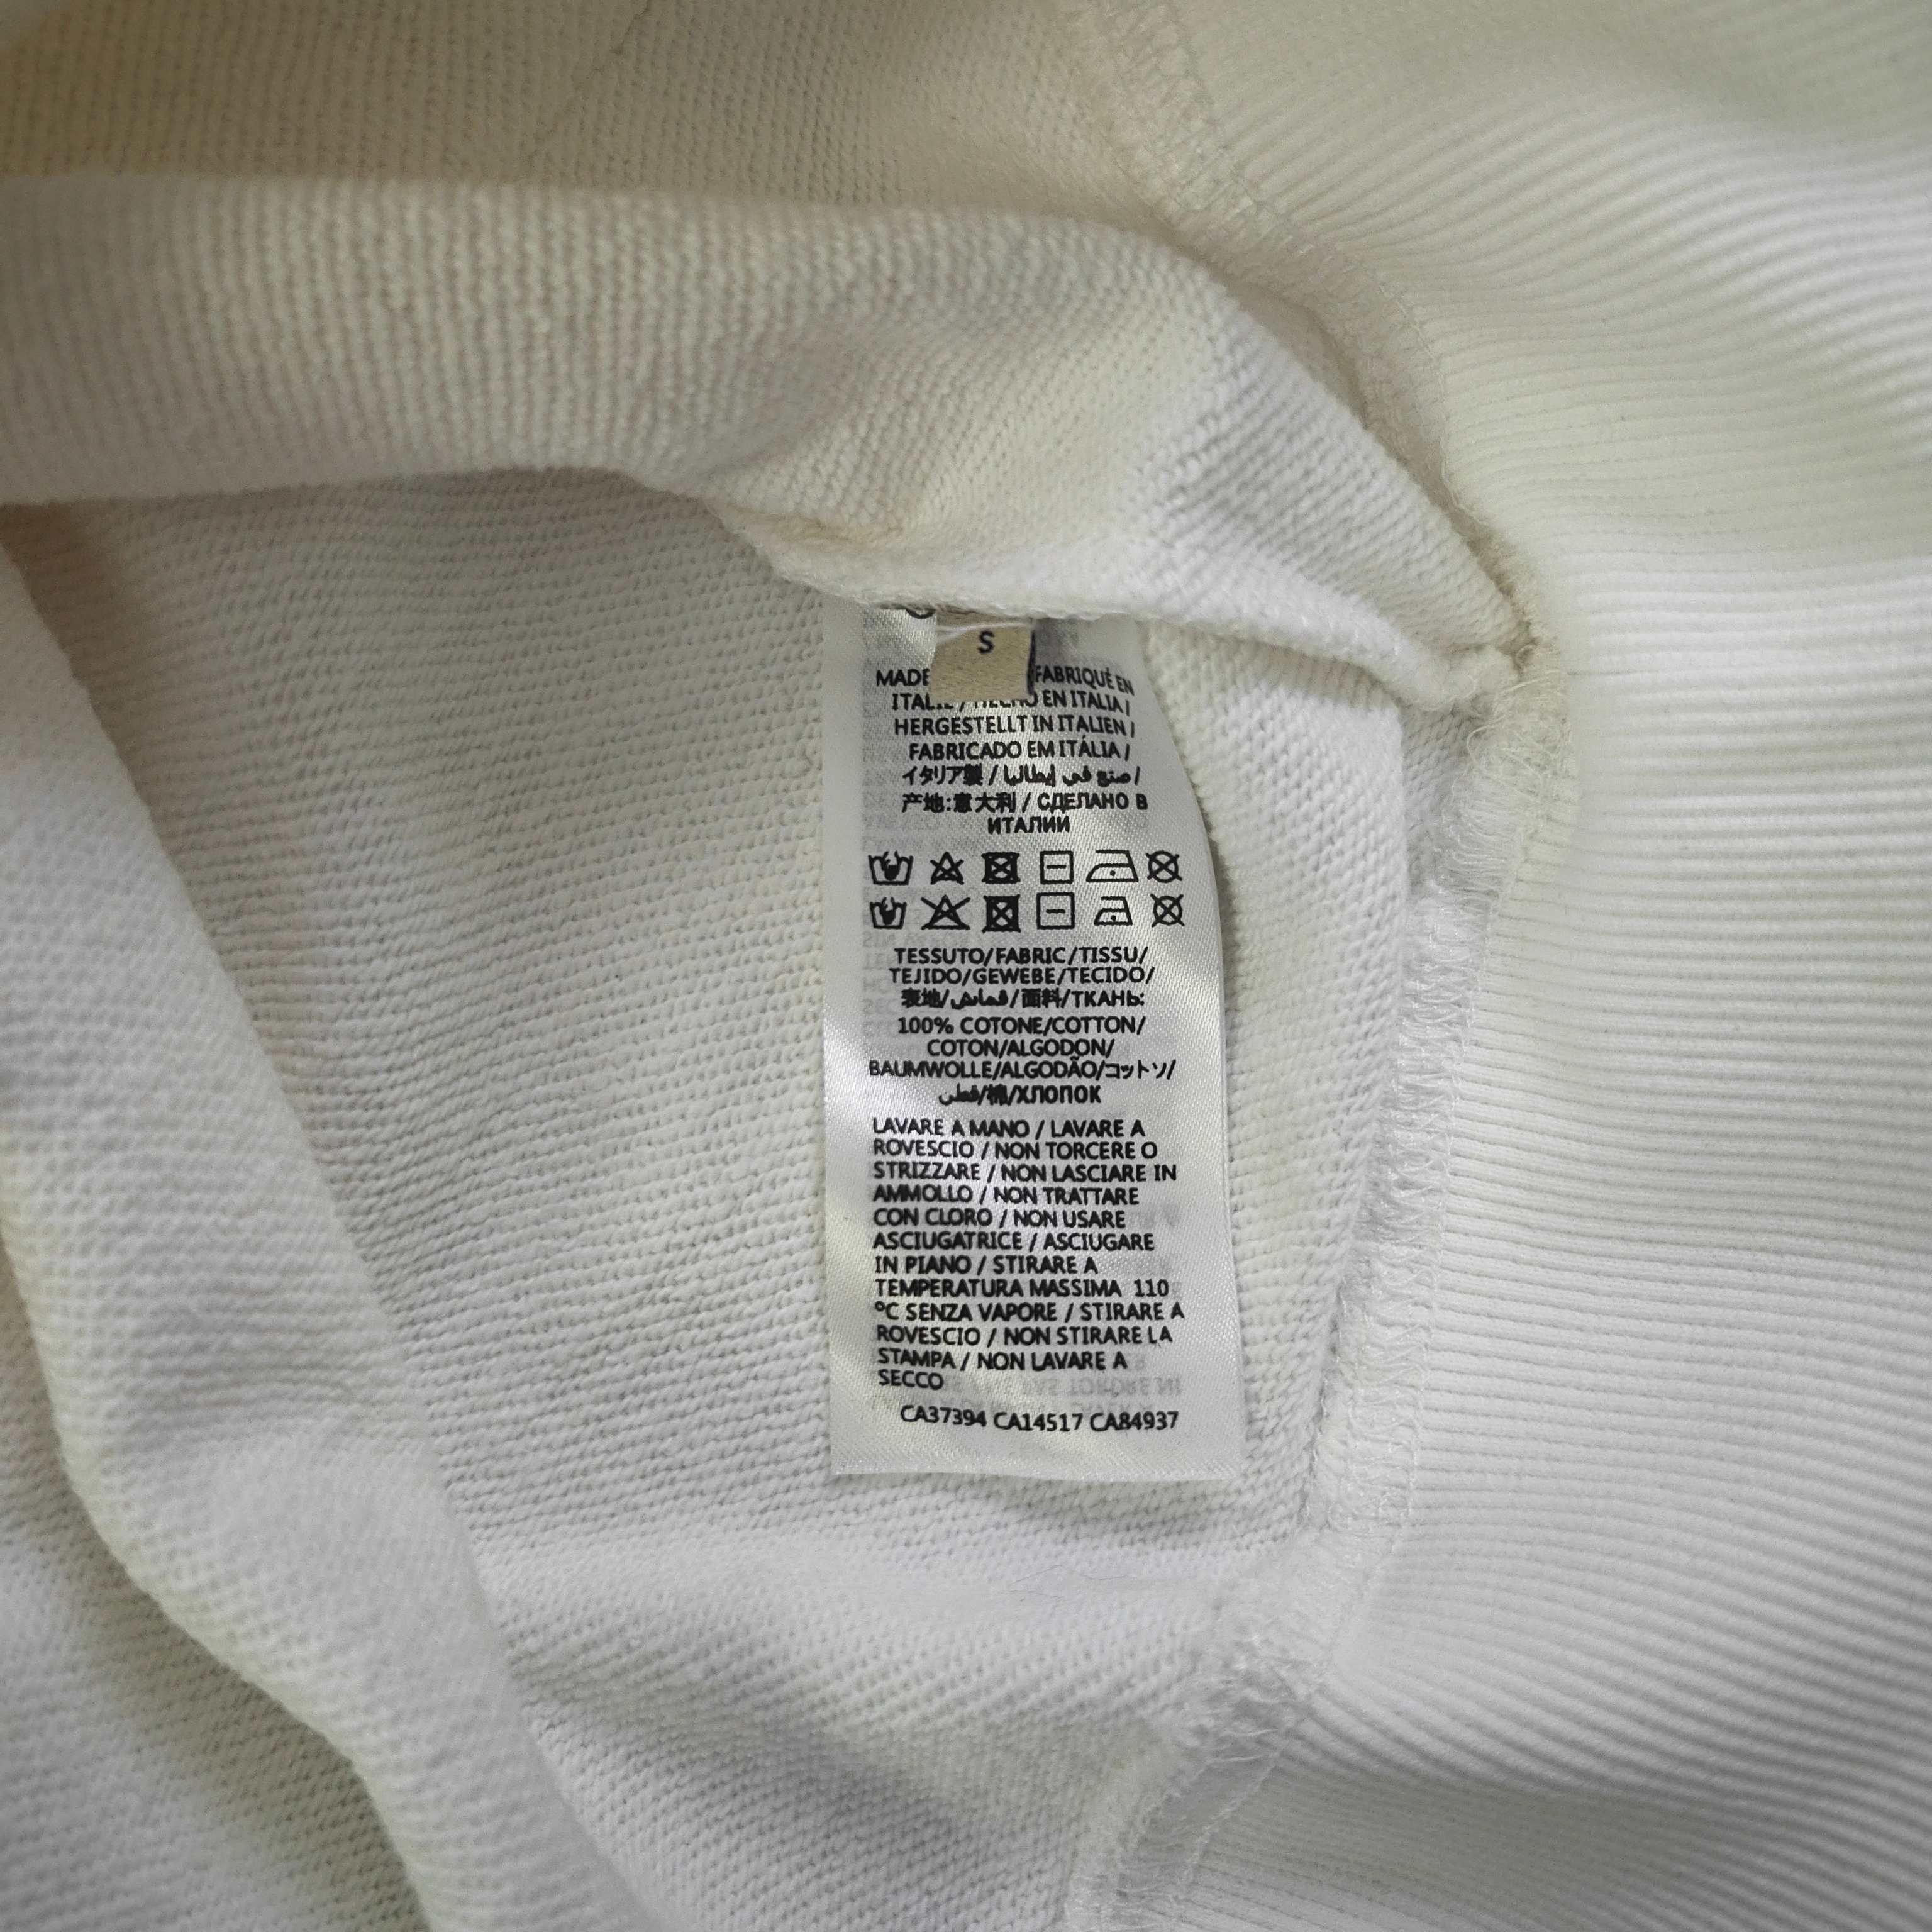 S
MADE FABRIQUÉ EN
EN ITALIA /
HERGESTELLT IN ITALIEN /
FABRICADO EM ITÁLIA /
イタリア製 / صنع في إيطاليا /
产地:意大利 / СДЕЛАНО В
ИТАЛИИ
TESSUTO/FABRIC/TISSU/
TEJIDO/GEWEBE/TECIDO/
表地/قماش/面料/ТКАНЬ:
100% COTONE/COTTON/
COTON/ALGODON/
BAUMWOLLE/ALGODÃO/コットン/
قطن/棉/ХЛОПОК
LAVARE A MANO / LAVARE A
ROVESCIO / NON TORCERE O
STRIZZARE / NON LASCIARE IN
AMMOLLO / NON TRATTARE
CON CLORO / NON USARE
ASCIUGATRICE / ASCIUGARE
IN PIANO / STIRARE A
TEMPERATURA MASSIMA 110
°C SENZA VAPORE / STIRARE A
ROVESCIO / NON STIRARE LA
STAMPA / NON LAVARE A
SECCO
CA37394 CA14517 CA84937